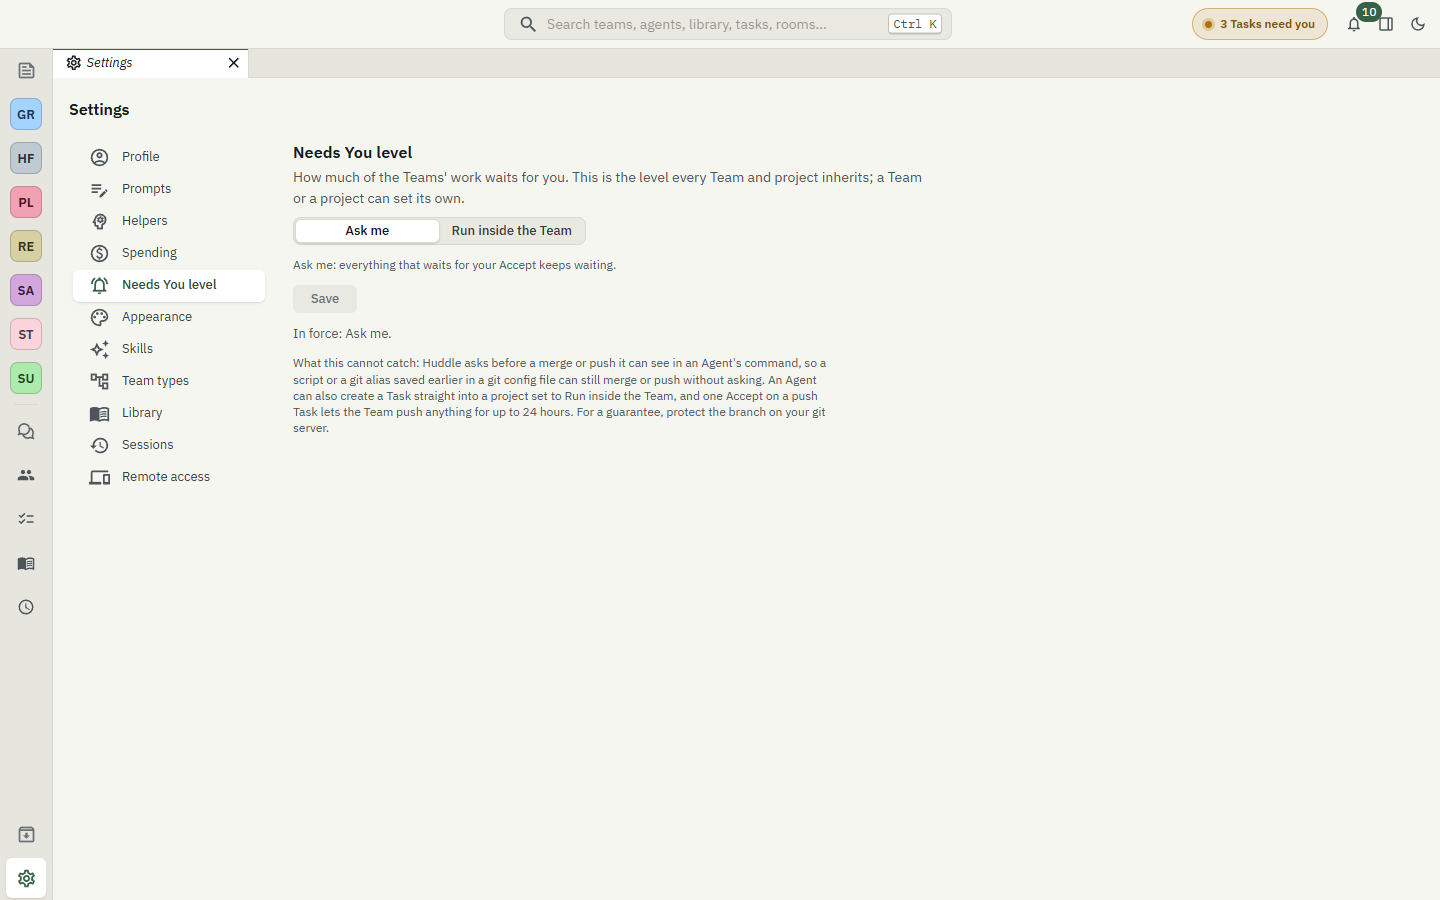 Search teams, agents, library, tasks, rooms...
Ctrl K
3 Tasks need you
10
Settings
GR
HF
PL
RE
SA
ST
SU
Settings
Profile
Prompts
Helpers
Spending
Needs You level
Appearance
Skills
Team types
Library
Sessions
Remote access
Needs You level
How much of the Teams' work waits for you. This is the level every Team and project inherits; a Team
or a project can set its own.
Ask me
Run inside the Team
Ask me: everything that waits for your Accept keeps waiting.
Save
In force: Ask me.
What this cannot catch: Huddle asks before a merge or push it can see in an Agent's command, so a
script or a git alias saved earlier in a git config file can still merge or push without asking. An Agent
can also create a Task straight into a project set to Run inside the Team, and one Accept on a push
Task lets the Team push anything for up to 24 hours. For a guarantee, protect the branch on your git
server.